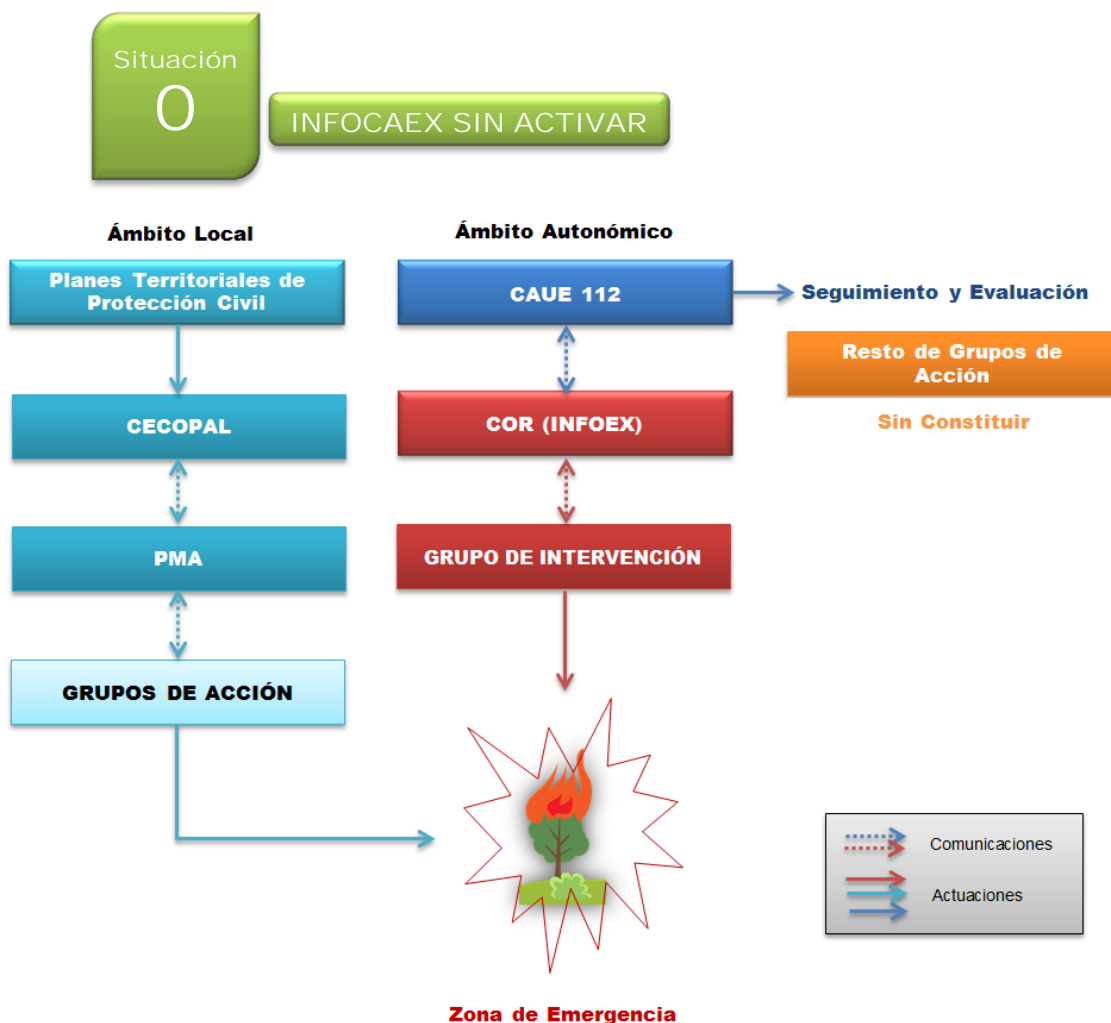 Situación
0
INFOCAEX SIN ACTIVAR
Ámbito Local
Planes Territoriales de
Protección Civil
CECOPAL
PMA
GRUPOS DE ACCIÓN
Ámbito Autonómico
CAUE 112
COR (INFOEX)
GRUPO DE INTERVENCIÓN
Seguimiento y Evaluación
Resto de Grupos de
Acción
Sin Constituir
Comunicaciones
Actuaciones
Zona de Emergencia